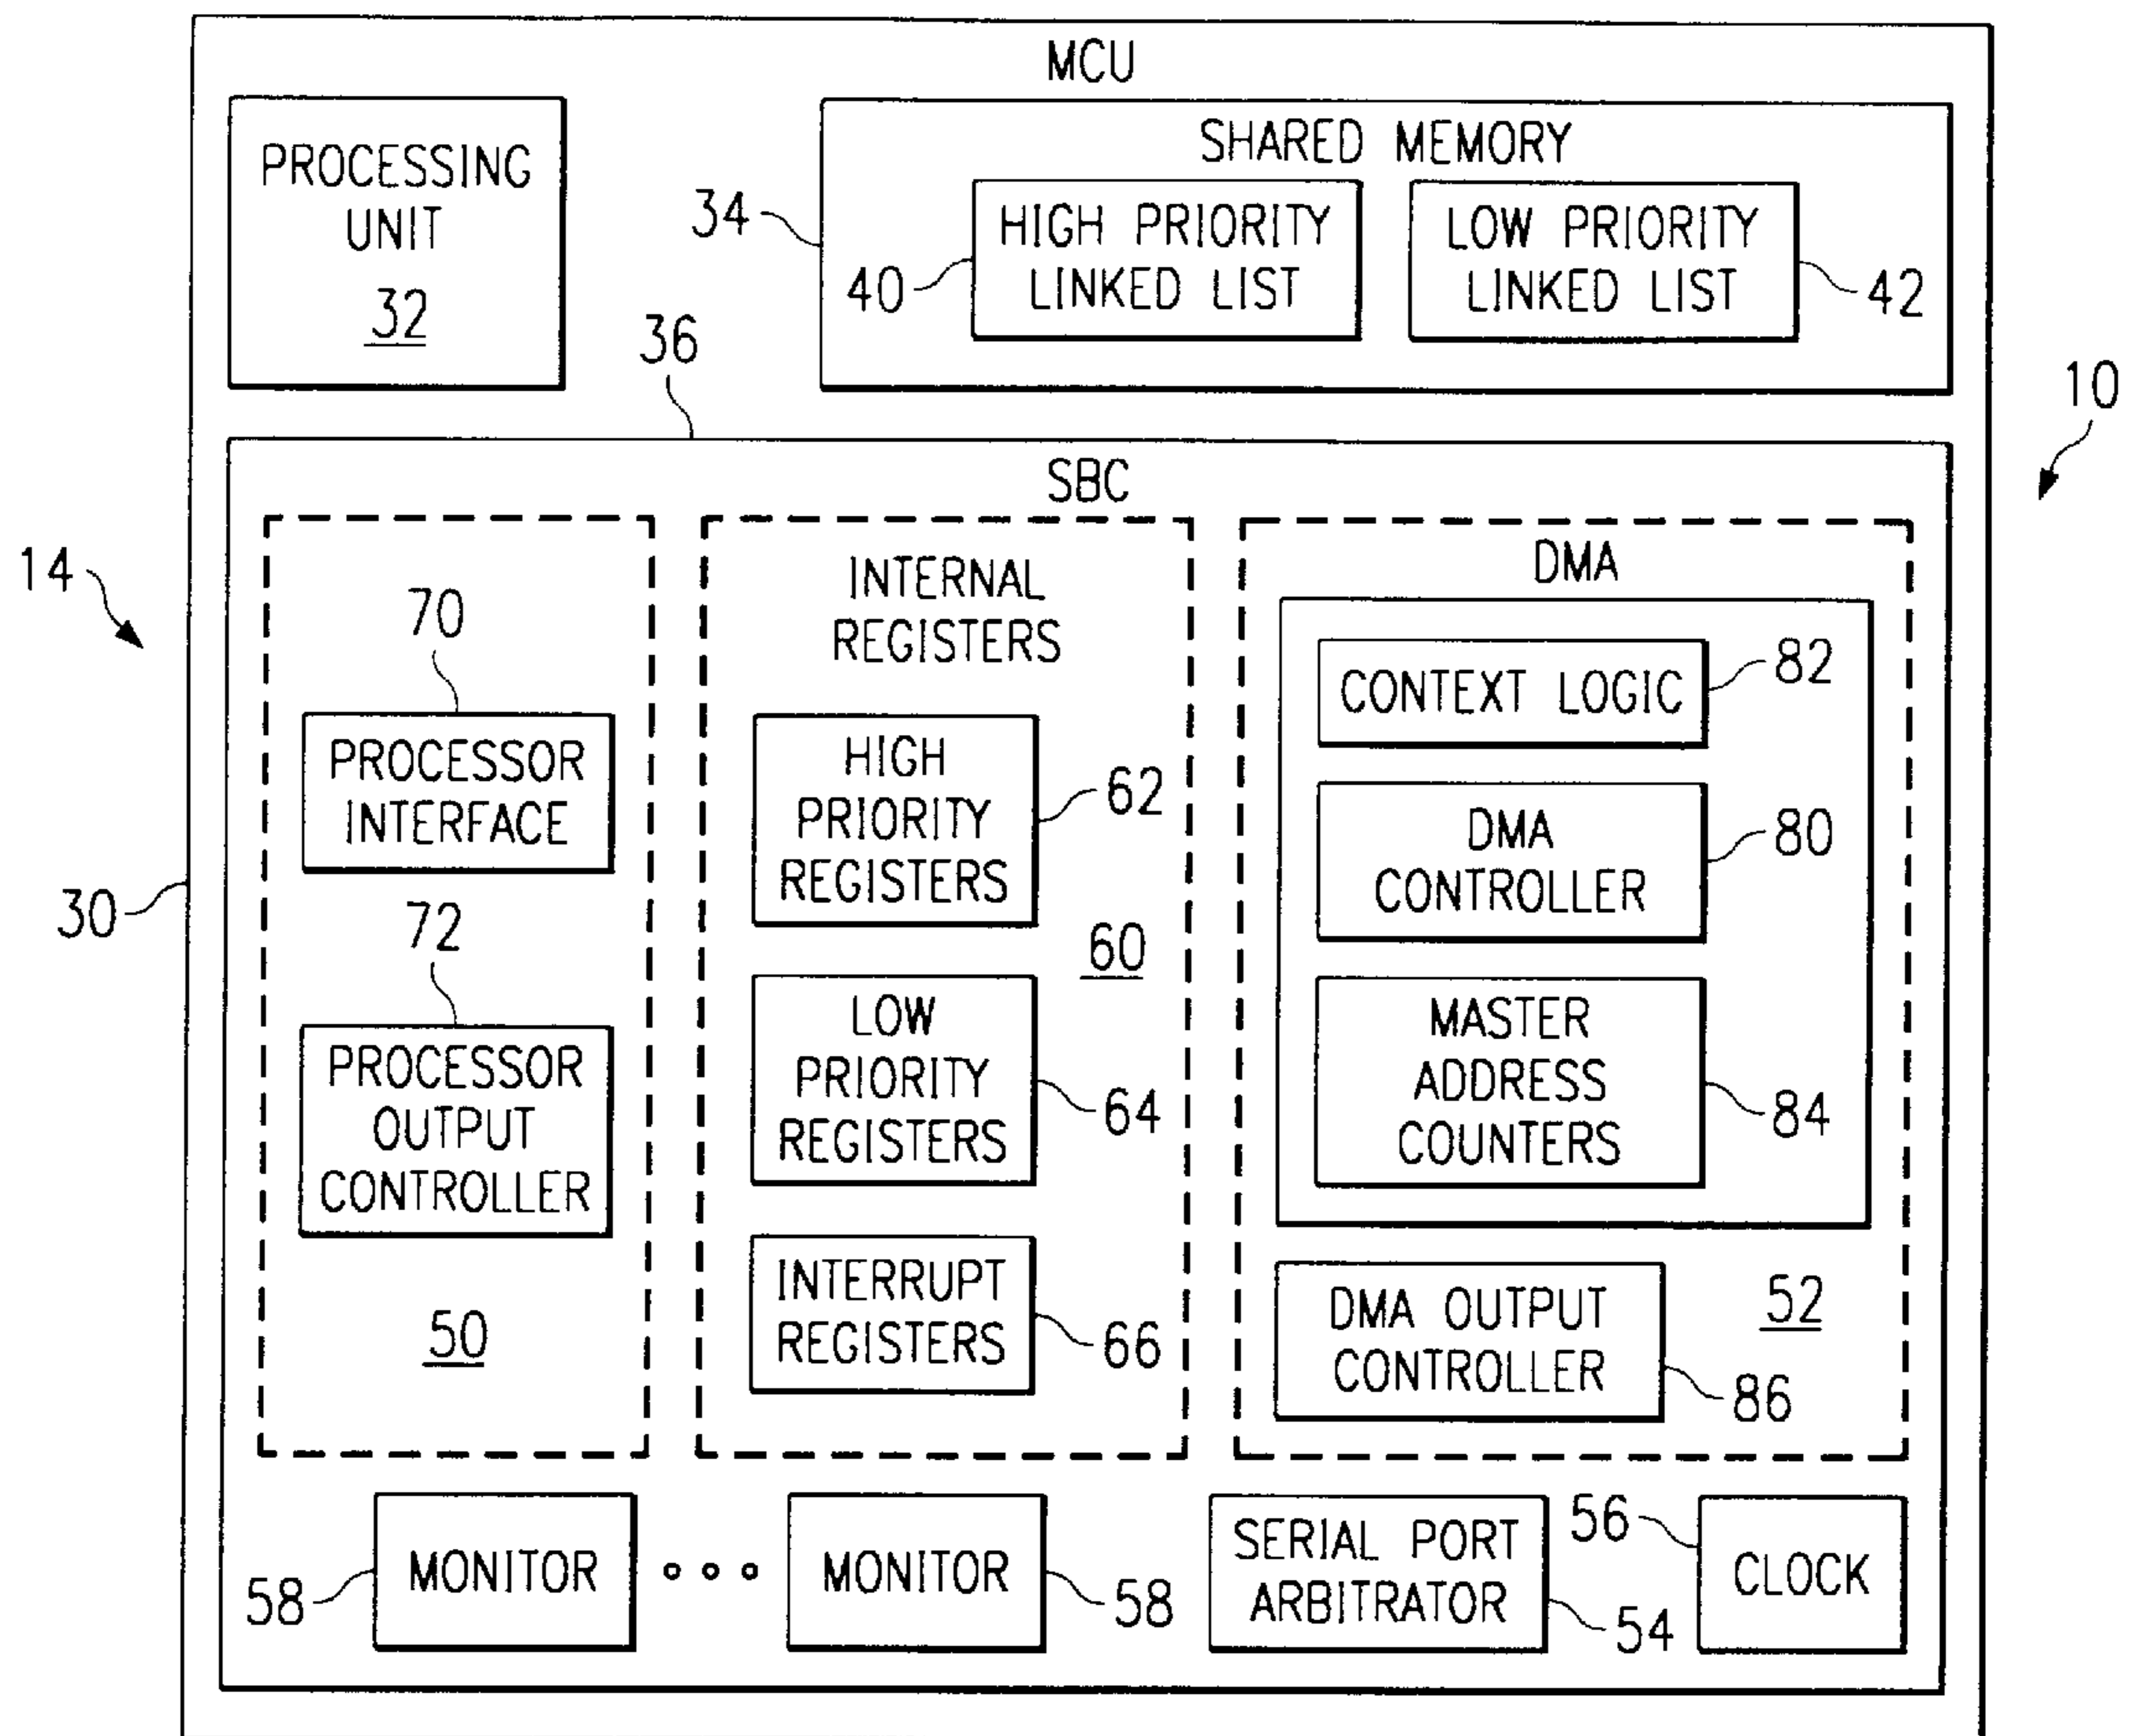 MCU
PROCESSING
UNIT
32
SHARED MEMORY
34
HIGH PRIORITY
LINKED LIST
40
LOW PRIORITY
LINKED LIST
42
36
10
SBC
14
30
70
PROCESSOR
INTERFACE
72
PROCESSOR
OUTPUT
CONTROLLER
50
INTERNAL
REGISTERS
HIGH
PRIORITY
REGISTERS
62
60
LOW
PRIORITY
REGISTERS
64
INTERRUPT
REGISTERS
66
DMA
CONTEXT LOGIC
82
DMA
CONTROLLER
80
MASTER
ADDRESS
COUNTERS
84
DMA OUTPUT
CONTROLLER
86
52
58
MONITOR
MONITOR
58
SERIAL PORT
ARBITRATOR
54
56
CLOCK